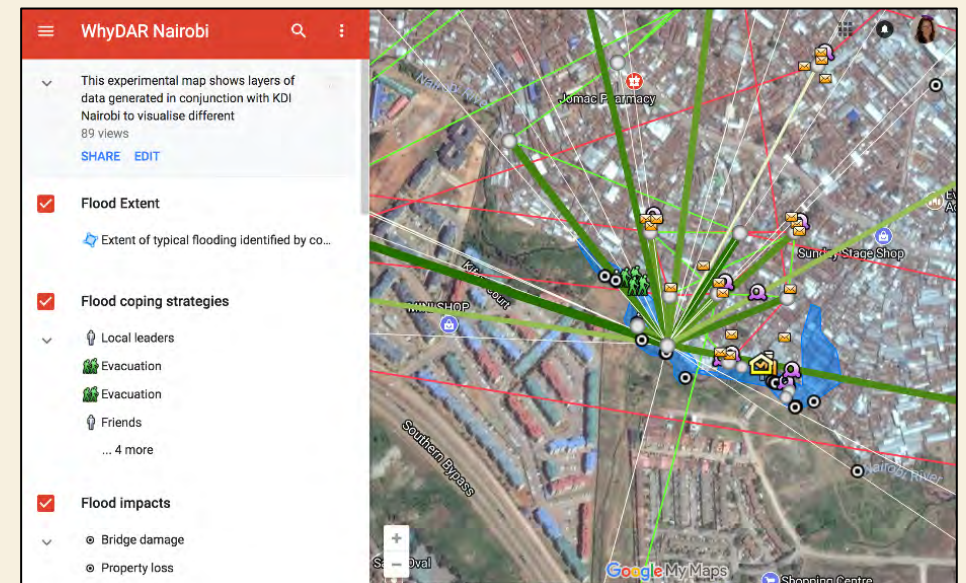 WhyDAR Nairobi
This experimental map shows layers of
data generated in conjunction with KDI
Nairobi to visualise different
89 views
SHARE EDIT
Flood Extent
Extent of typical flooding identified by co...
Flood coping strategies
Local leaders
Evacuation
Evacuation
Friends
... 4 more
Flood impacts
Bridge damage
Property loss
Jomac Pharmacy
Sunday Stage Shop
MINI SHOP
Court
Southern Bypass
Nairobi River
Google My Maps
Shopping Centre